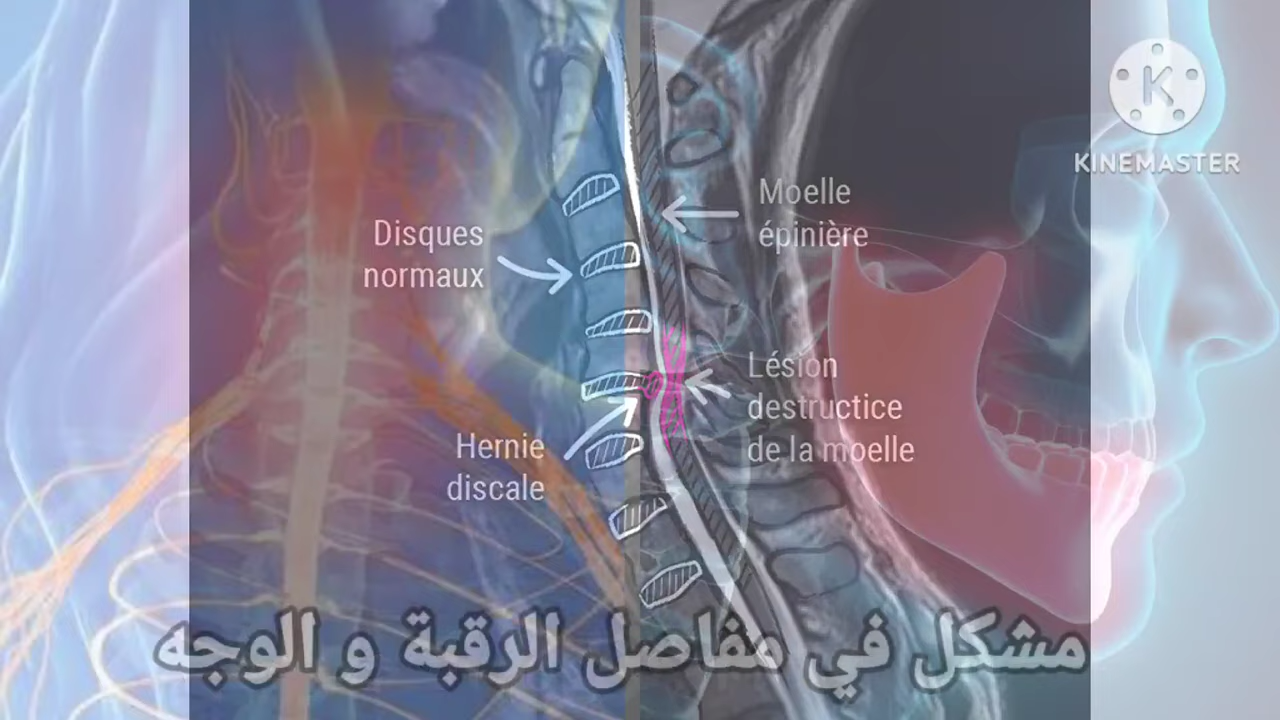 KINEMASTER
Moelle
épinière
Disques
normaux
Lésion
destructice
de la moelle
Hernie
discale
مشكل في مفاصل الرقبة و الوجه